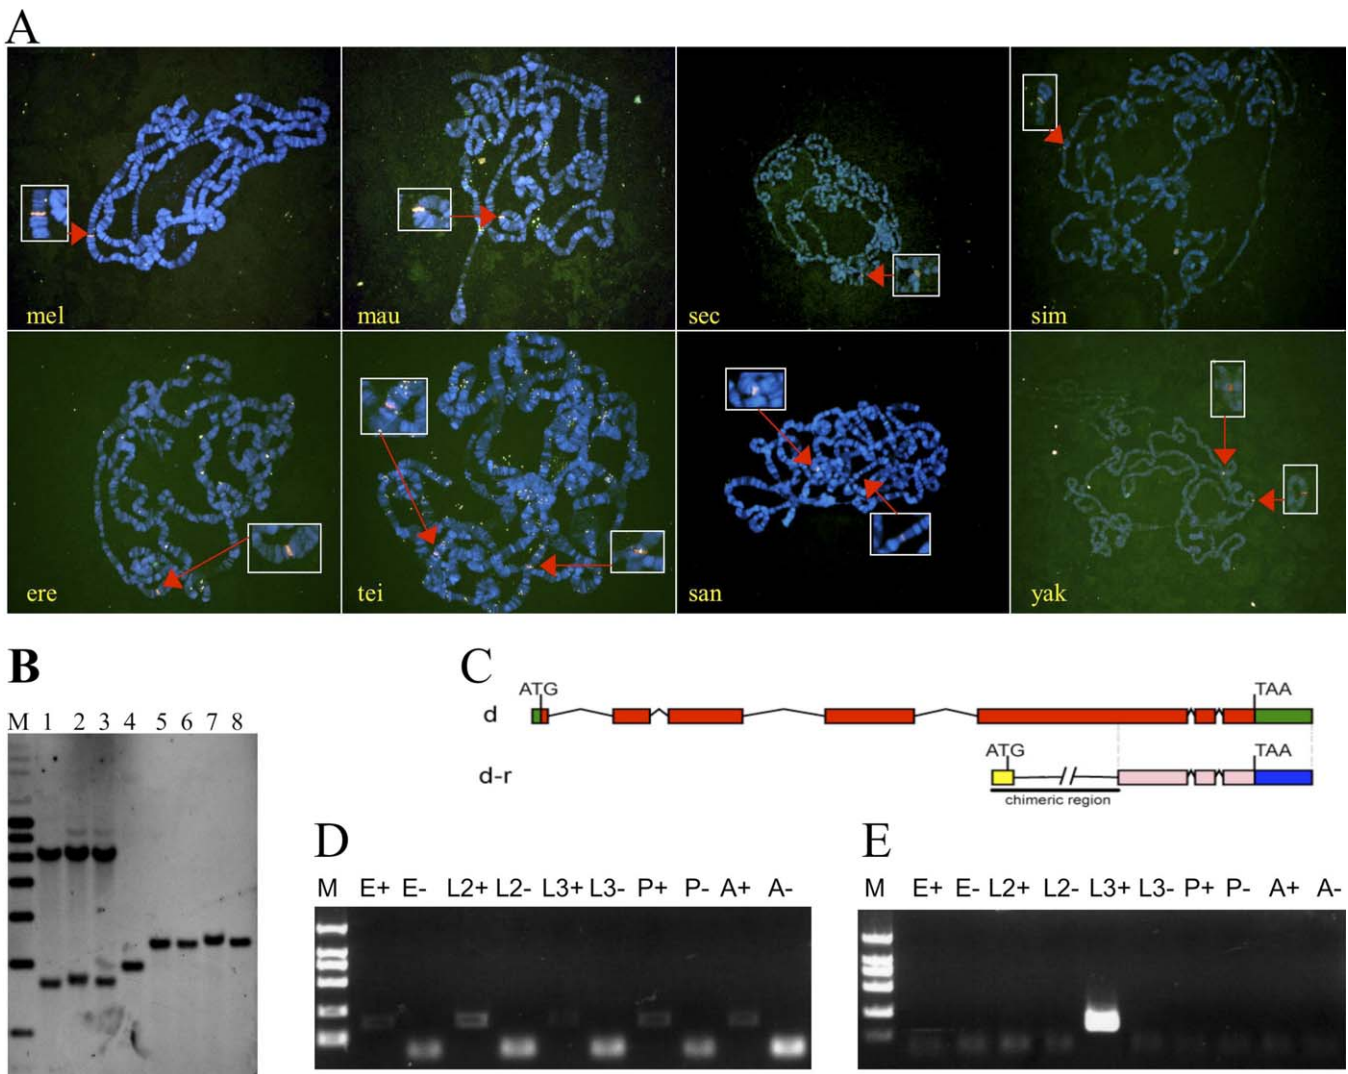 A
mel
mau
sec
sim
ere
tei
san
yak
B
M 1 2 3 4 5 6 7 8
C
ATG
TAA
d
ATG
TAA
d-r
chimeric region
D
M E+ E- L2+ L2- L3+ L3- P+ P- A+ A-
E
M E+ E- L2+ L2- L3+ L3- P+ P- A+ A-